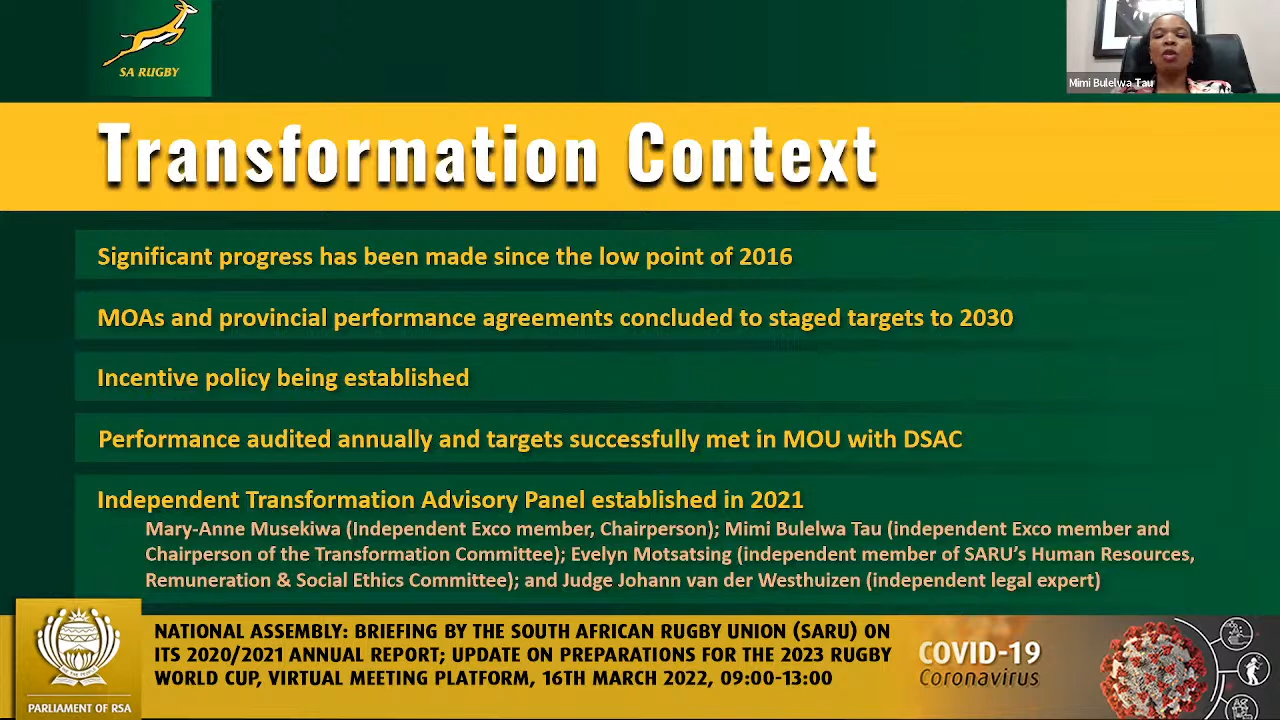 SA RUGBY
Mimi Bulelwa Tau
Transformation Context
Significant progress has been made since the low point of 2016
MOAs and provincial performance agreements concluded to staged targets to 2030
Incentive policy being established
Performance audited annually and targets successfully met in MOU with DSAC
Independent Transformation Advisory Panel established in 2021
Mary-Anne Musekiwa (Independent Exco member, Chairperson); Mimi Bulelwa Tau (independent Exco member and
Chairperson of the Transformation Committee); Evelyn Motsatsing (independent member of SARU's Human Resources,
Remuneration & Social Ethics Committee); and Judge Johann van der Westhuizen (independent legal expert)
NATIONAL ASSEMBLY: BRIEFING BY THE SOUTH AFRICAN RUGBY UNION (SARU) ON
ITS 2020/2021 ANNUAL REPORT; UPDATE ON PREPARATIONS FOR THE 2023 RUGBY
WORLD CUP, VIRTUAL MEETING PLATFORM, 16TH MARCH 2022, 09:00-13:00
PARLIAMENT OF RSA
COVID-19
Coronavirus